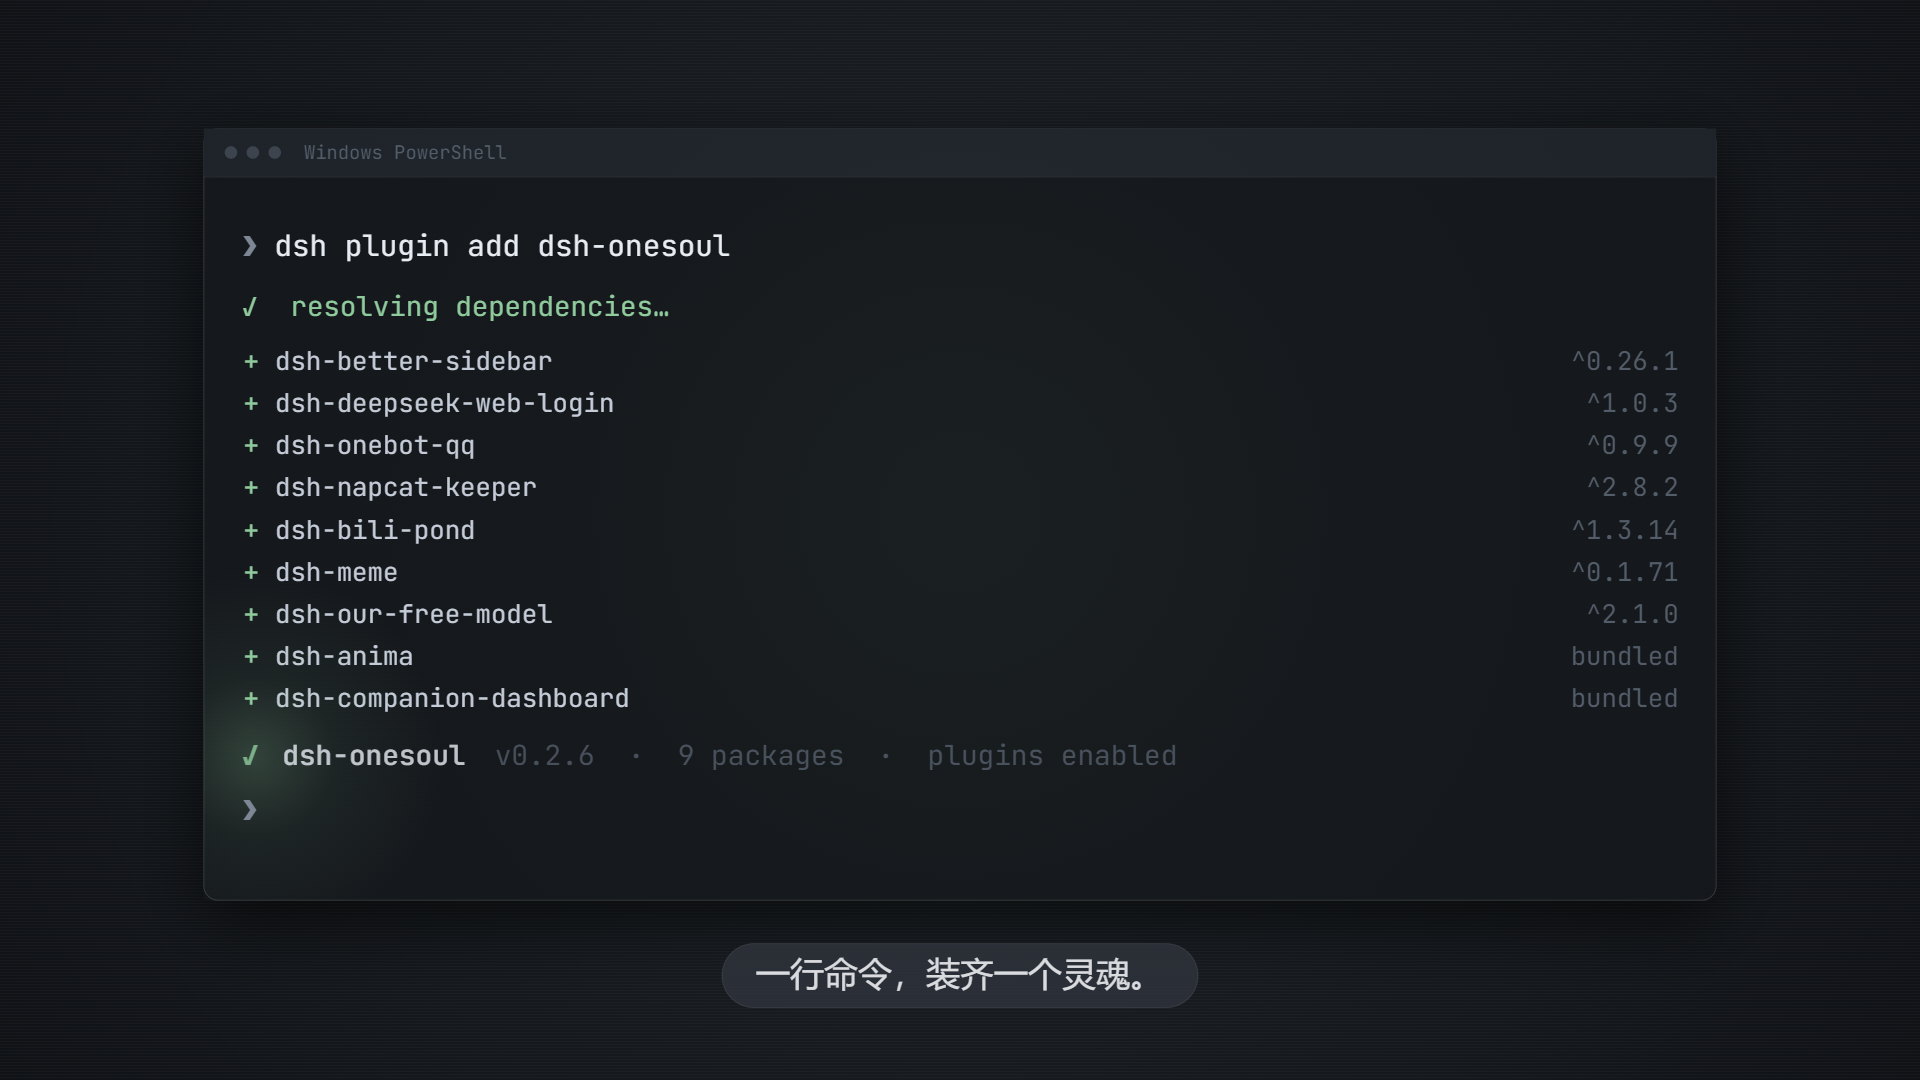 Windows PowerShell
❯ dsh plugin add dsh-onesoul
✓ resolving dependencies…
+ dsh-better-sidebar ^0.26.1
+ dsh-deepseek-web-login ^1.0.3
+ dsh-onebot-qq ^0.9.9
+ dsh-napcat-keeper ^2.8.2
+ dsh-bili-pond ^1.3.14
+ dsh-meme ^0.1.71
+ dsh-our-free-model ^2.1.0
+ dsh-anima bundled
+ dsh-companion-dashboard bundled
✓ dsh-onesoul v0.2.6 · 9 packages · plugins enabled
❯
一行命令，装齐一个灵魂。